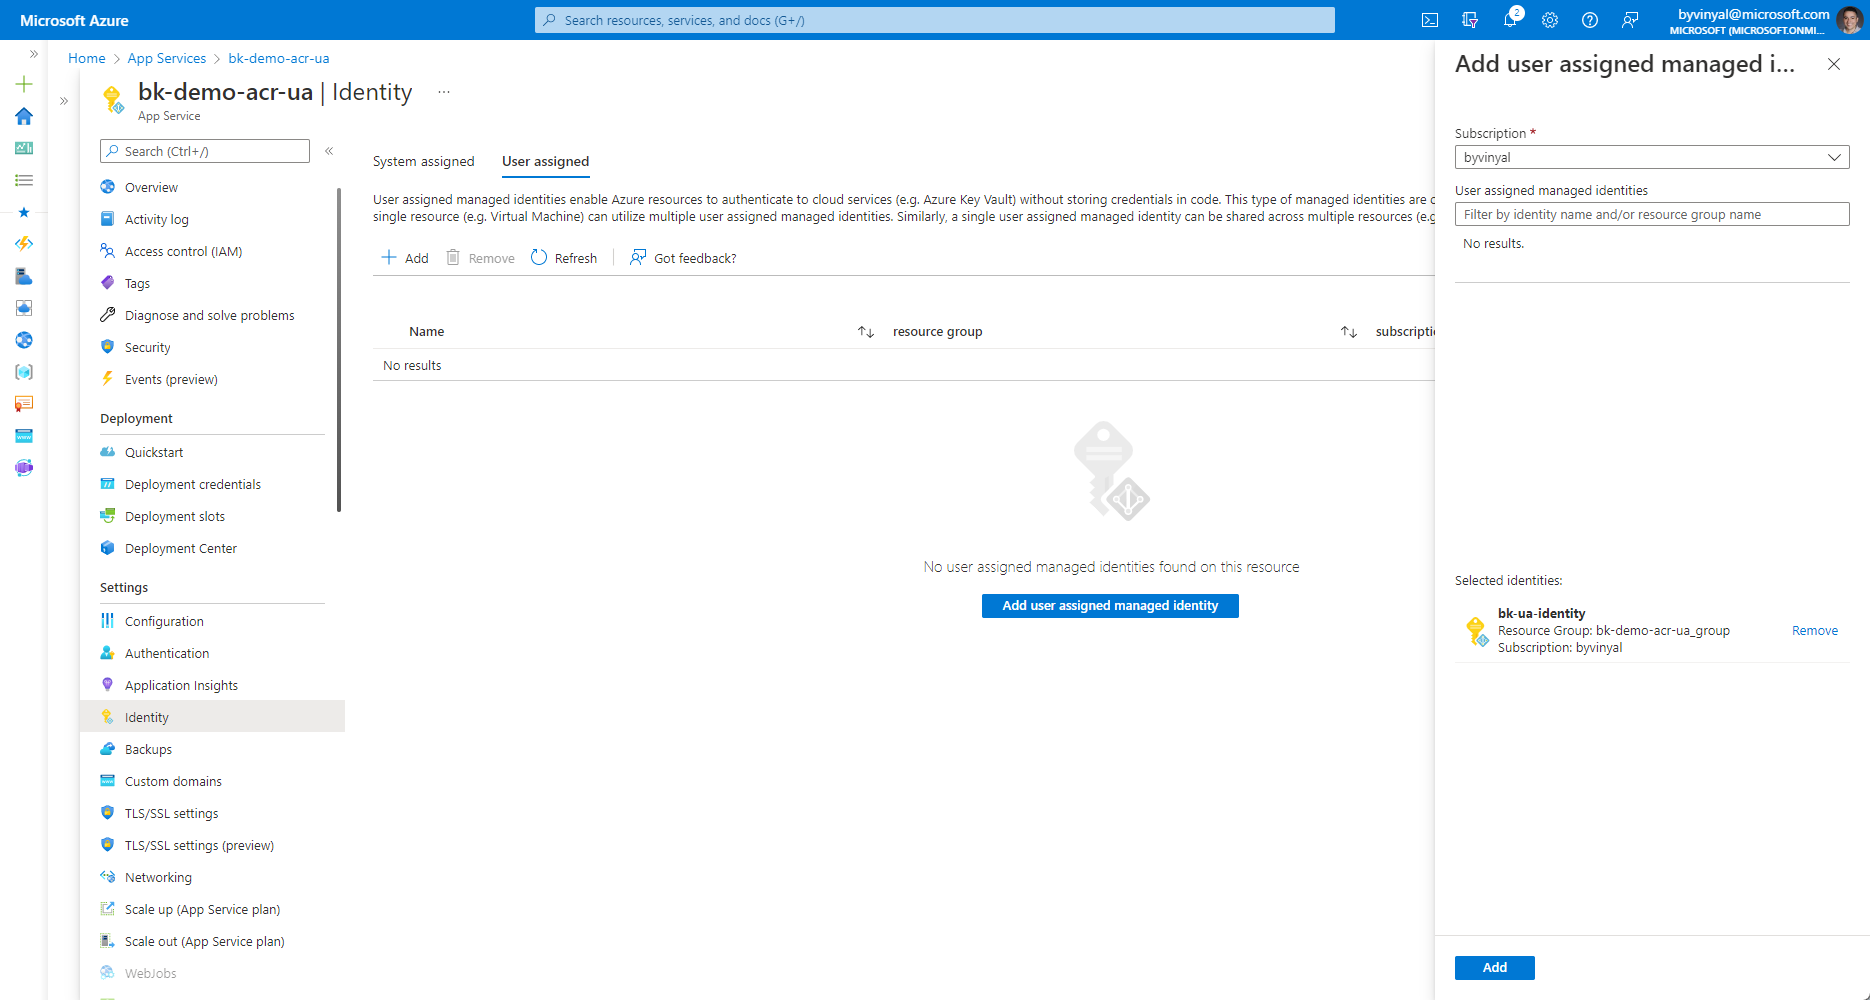 Microsoft Azure
Search resources, services, and docs (G+/)
2
byvinyal@microsoft.com
MICROSOFT (MICROSOFT.ONMI...
Home > App Services > bk-demo-acr-ua
bk-demo-acr-ua | Identity ...
App Service
Search (Ctrl+/)
Overview
Activity log
Access control (IAM)
Tags
Diagnose and solve problems
Security
Events (preview)
Deployment
Quickstart
Deployment credentials
Deployment slots
Deployment Center
Settings
Configuration
Authentication
Application Insights
Identity
Backups
Custom domains
TLS/SSL settings
TLS/SSL settings (preview)
Networking
Scale up (App Service plan)
Scale out (App Service plan)
WebJobs
System assigned User assigned
User assigned managed identities enable Azure resources to authenticate to cloud services (e.g. Azure Key Vault) without storing credentials in code. This type of managed identities are c
single resource (e.g. Virtual Machine) can utilize multiple user assigned managed identities. Similarly, a single user assigned managed identity can be shared across multiple resources (e.g
Add Remove Refresh Got feedback?
Name resource group subscriptio
No results
No user assigned managed identities found on this resource
Add user assigned managed identity
Add user assigned managed i...
Subscription *
byvinyal
User assigned managed identities
Filter by identity name and/or resource group name
No results.
Selected identities:
bk-ua-identity
Resource Group: bk-demo-acr-ua_group
Remove
Subscription: byvinyal
Add